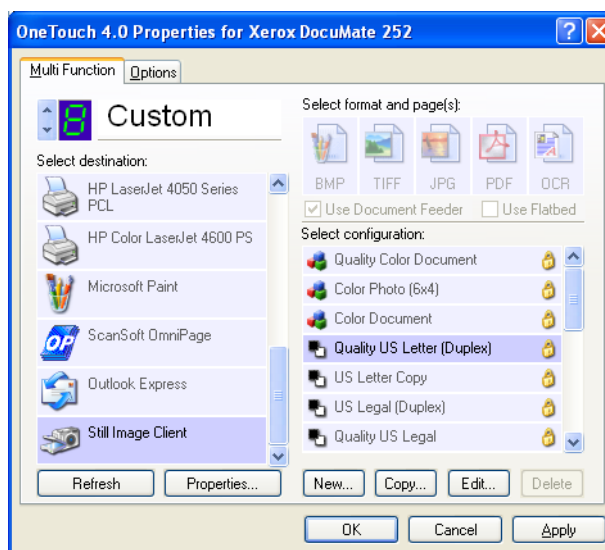 OneTouch 4.0 Properties for Xerox DocuMate 252
Multi Function
Options
8
Custom
Select destination:
HP LaserJet 4050 Series
PCL
HP Color LaserJet 4600 PS
Microsoft Paint
OP
ScanSoft OmniPage
Outlook Express
Still Image Client
Refresh
Properties...
Select format and page(s):
BMP
TIFF
JPG
PDF
OCR
Use Document Feeder
Use Flatbed
Select configuration:
Quality Color Document
Color Photo (6x4)
Color Document
Quality US Letter (Duplex)
US Letter Copy
US Legal (Duplex)
Quality US Legal
New...
Copy...
Edit...
Delete
OK
Cancel
Apply